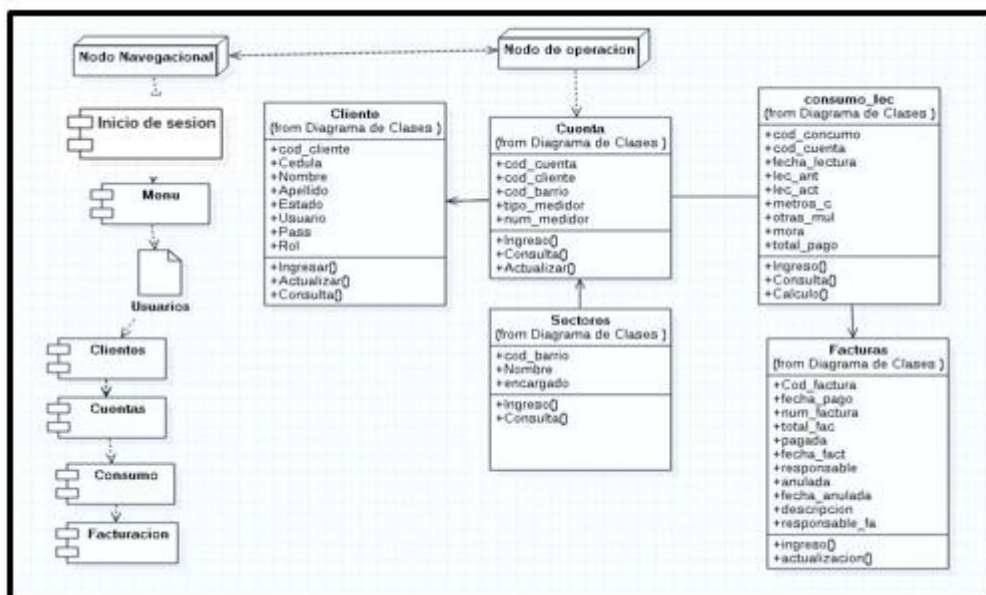 Nodo Navegacional
Nodo de operacion
Inicio de sesion
Menu
Usuarios
Clientes
Cuentas
Consumo
Facturacion
Cliente
(from Diagrama de Clases )
+cod_cliente
+Cedula
+Nombre
+Apellido
+Estado
+Usuario
+Pass
+Rol
+Ingresar()
+Actualizar()
+Consulta()
Cuenta
(from Diagrama de Clases )
+cod_cuenta
+cod_cliente
+cod_barrio
+tipo_medidor
+num_medidor
+Ingreso()
+Consulta()
+Actualizar()
Sectores
(from Diagrama de Clases )
+cod_barrio
+Nombre
+encargado
+Ingreso()
+Consulta()
consumo_lec
(from Diagrama de Clases )
+cod_concumo
+cod_cuenta
+fecha_lectura
+lec_ant
+lec_act
+metros_c
+otras_mul
+mora
+total_pago
+Ingreso()
+Consulta()
+Calculo()
Facturas
(from Diagrama de Clases )
+Cod_factura
+fecha_pago
+num_factura
+total_fac
+pagada
+fecha_fact
+responsable
+anulada
+fecha_anulada
+descripcion
+responsable_fa
+ingreso()
+actualizacion()